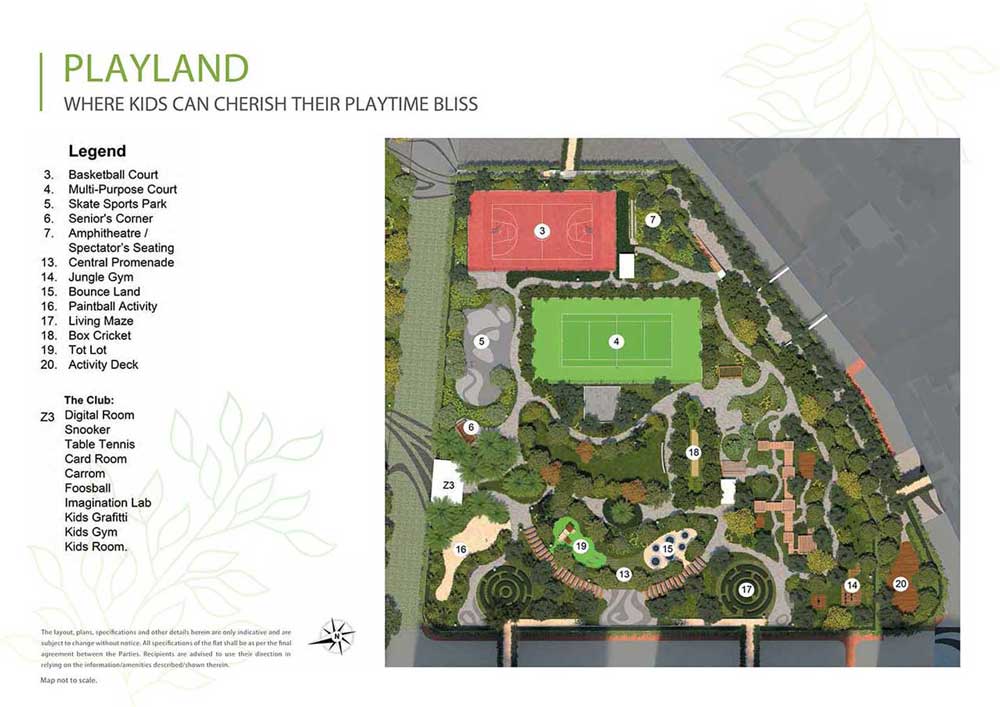 PLAYLAND
WHERE KIDS CAN CHERISH THEIR PLAYTIME BLISS
Legend
3. Basketball Court
4. Multi-Purpose Court
5. Skate Sports Park
6. Senior's Corner
7. Amphitheatre /
Spectator's Seating
13. Central Promenade
14. Jungle Gym
15. Bounce Land
16. Paintball Activity
17. Living Maze
18. Box Cricket
19. Tot Lot
20. Activity Deck
The Club:
Z3 Digital Room
Snooker
Table Tennis
Card Room
Carrom
Foosball
Imagination Lab
Kids Grafitti
Kids Gym
Kids Room.
The layout, plans, specifications and other details herein are only indicative and are
subject to change without notice. All specifications of the flat shall be as per the final
agreement between the Parties. Recipients are advised to use their direction in
relying on the information/amenities described/shown therein.
Map not to scale.
N
3
7
4
5
6
18
Z3
16
19
15
13
17
14
20